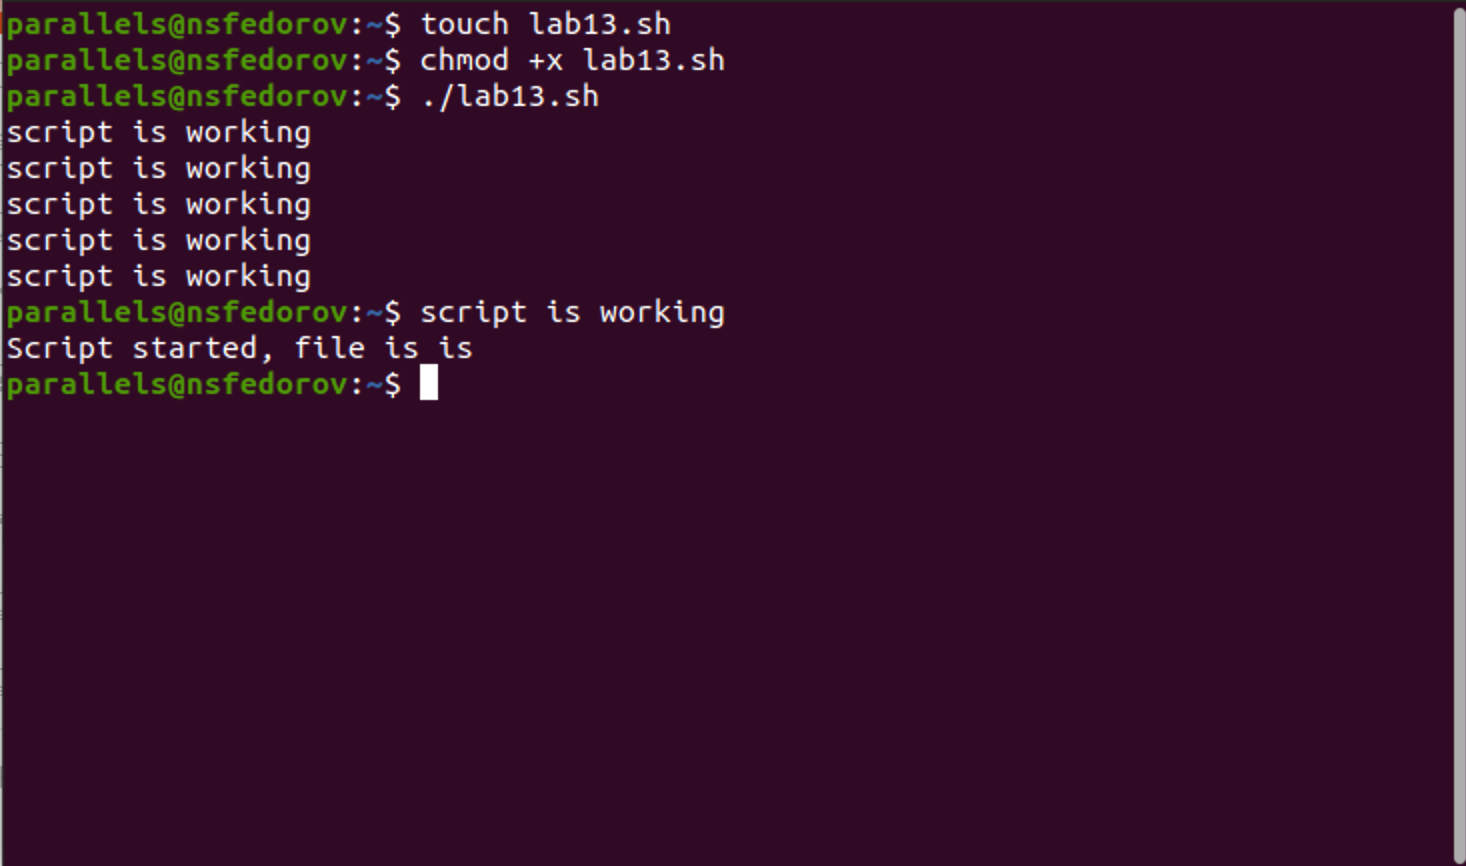 parallels@nsfedorov:~$ touch lab13.sh
parallels@nsfedorov:~$ chmod +x lab13.sh
parallels@nsfedorov:~$ ./lab13.sh
script is working
script is working
script is working
script is working
script is working
parallels@nsfedorov:~$ script is working
Script started, file is is
parallels@nsfedorov:~$